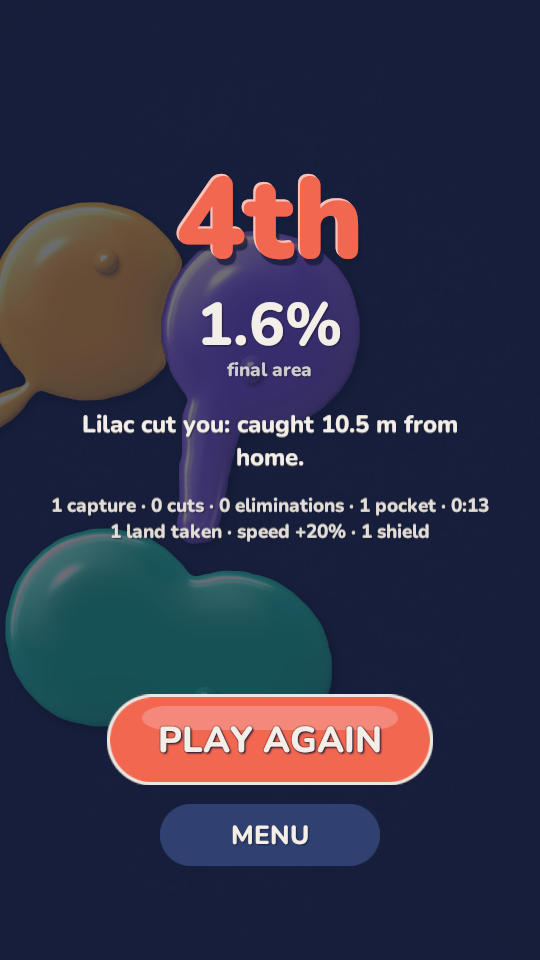 4th
1.6%
final area
Lilac cut you: caught 10.5 m from
home.
1 capture · 0 cuts · 0 eliminations · 1 pocket · 0:13
1 land taken · speed +20% · 1 shield
PLAY AGAIN
MENU